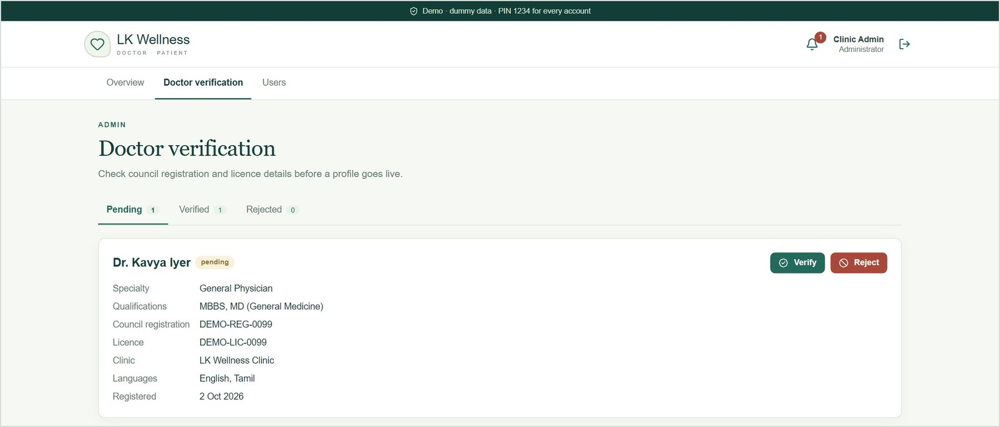 Demo · dummy data · PIN 1234 for every account
LK Wellness
DOCTOR · PATIENT
1
Clinic Admin
Administrator
Overview Doctor verification Users
ADMIN
Doctor verification
Check council registration and licence details before a profile goes live.
Pending 1 Verified 1 Rejected 0
Dr. Kavya Iyer pending Verify Reject
Specialty General Physician
Qualifications MBBS, MD (General Medicine)
Council registration DEMO-REG-0099
Licence DEMO-LIC-0099
Clinic LK Wellness Clinic
Languages English, Tamil
Registered 2 Oct 2026